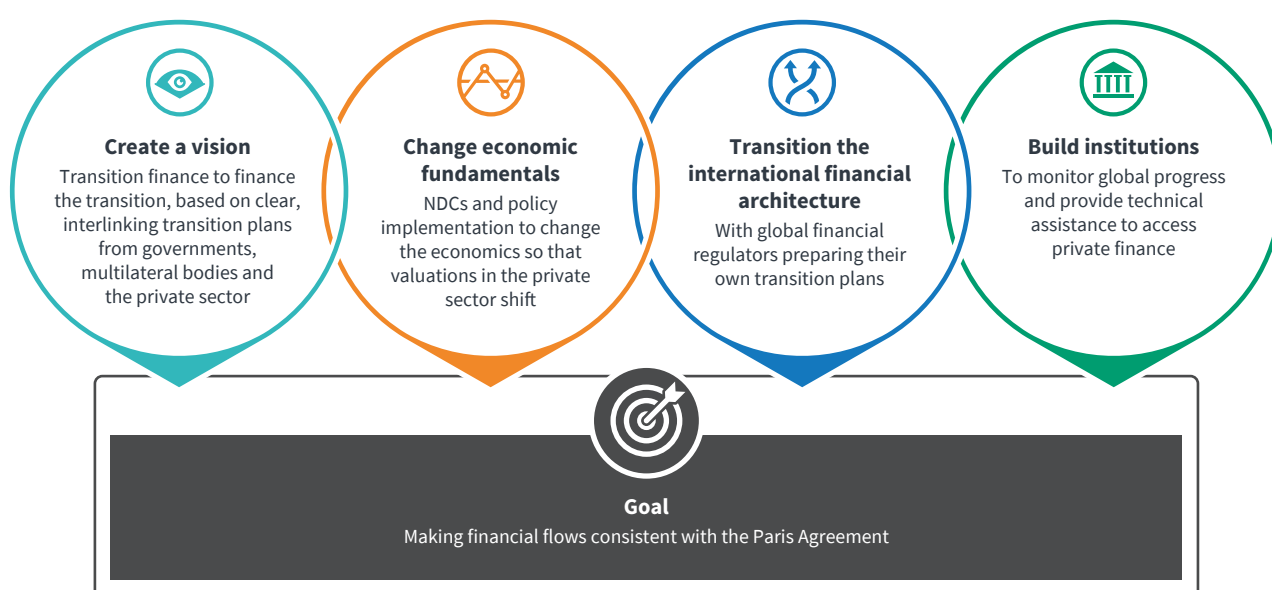 Create a vision
Transition finance to finance
the transition, based on clear,
interlinking transition plans
from governments,
multilateral bodies and
the private sector
Change economic
fundamentals
NDCs and policy
implementation to change
the economics so that
valuations in the private
sector shift
Transition the
international financial
architecture
With global financial
regulators preparing their
own transition plans
Build institutions
To monitor global progress
and provide technical
assistance to access
private finance
Goal
Making financial flows consistent with the Paris Agreement